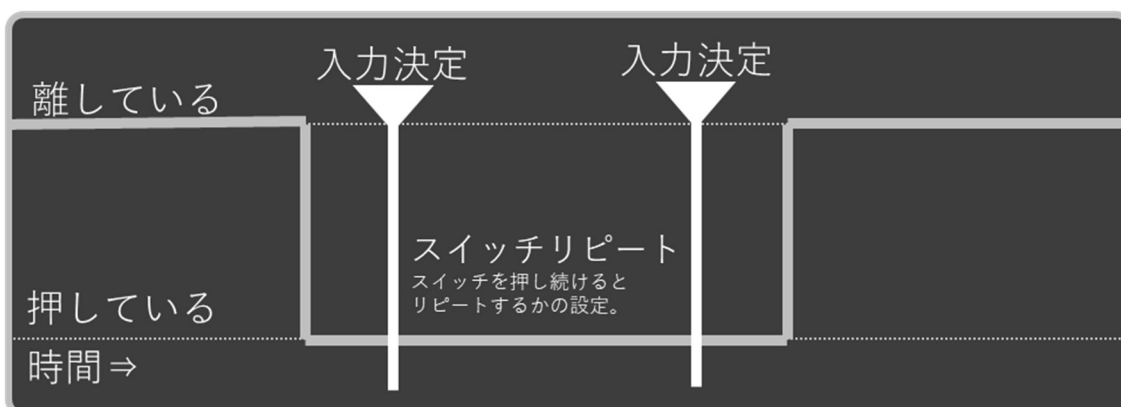 入力決定
入力決定
離している
スイッチリピート
スイッチを押し続けると
リピートするかの設定。
押している
時間⇒